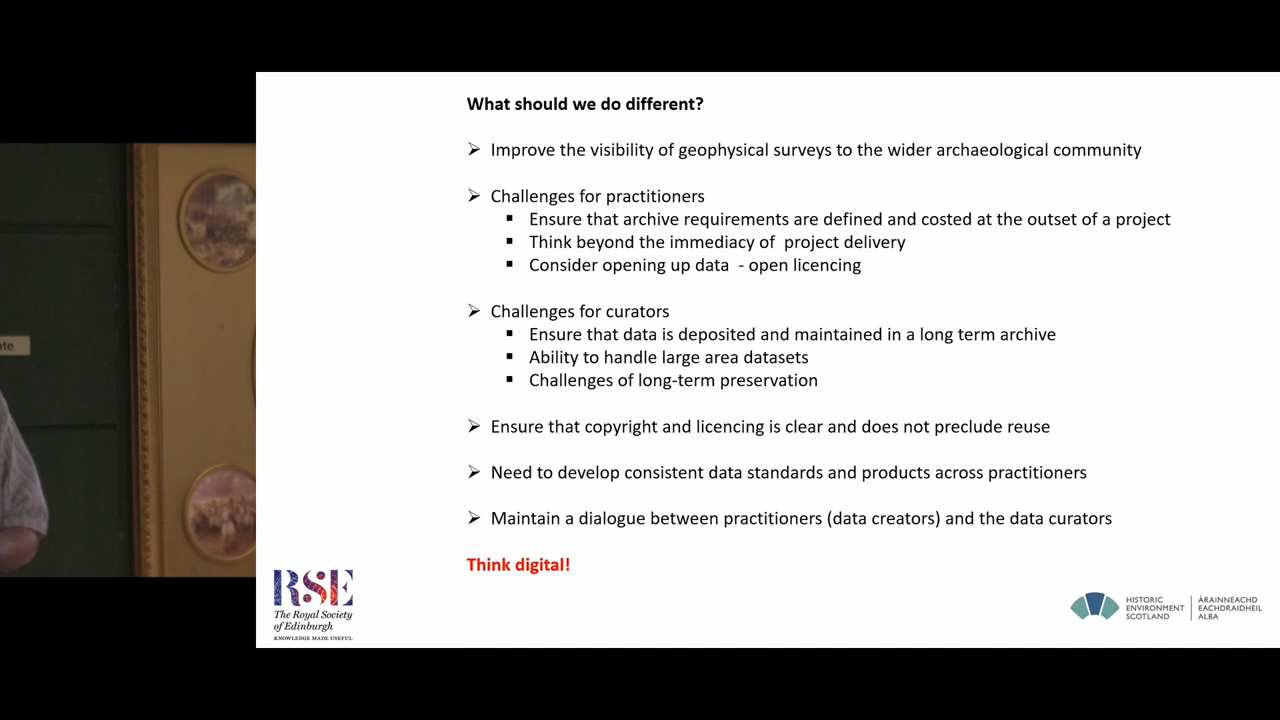 What should we do different?
Improve the visibility of geophysical surveys to the wider archaeological community
Challenges for practitioners
Ensure that archive requirements are defined and costed at the outset of a project
Think beyond the immediacy of project delivery
Consider opening up data - open licencing
Challenges for curators
Ensure that data is deposited and maintained in a long term archive
Ability to handle large area datasets
Challenges of long-term preservation
Ensure that copyright and licencing is clear and does not preclude reuse
Need to develop consistent data standards and products across practitioners
Maintain a dialogue between practitioners (data creators) and the data curators
Think digital!
RSE
The Royal Society
of Edinburgh
KNOWLEDGE MADE USEFUL
HISTORIC
ENVIRONMENT
SCOTLAND
ÀRAINNEACHD
EACHDRAIDHEIL
ALBA